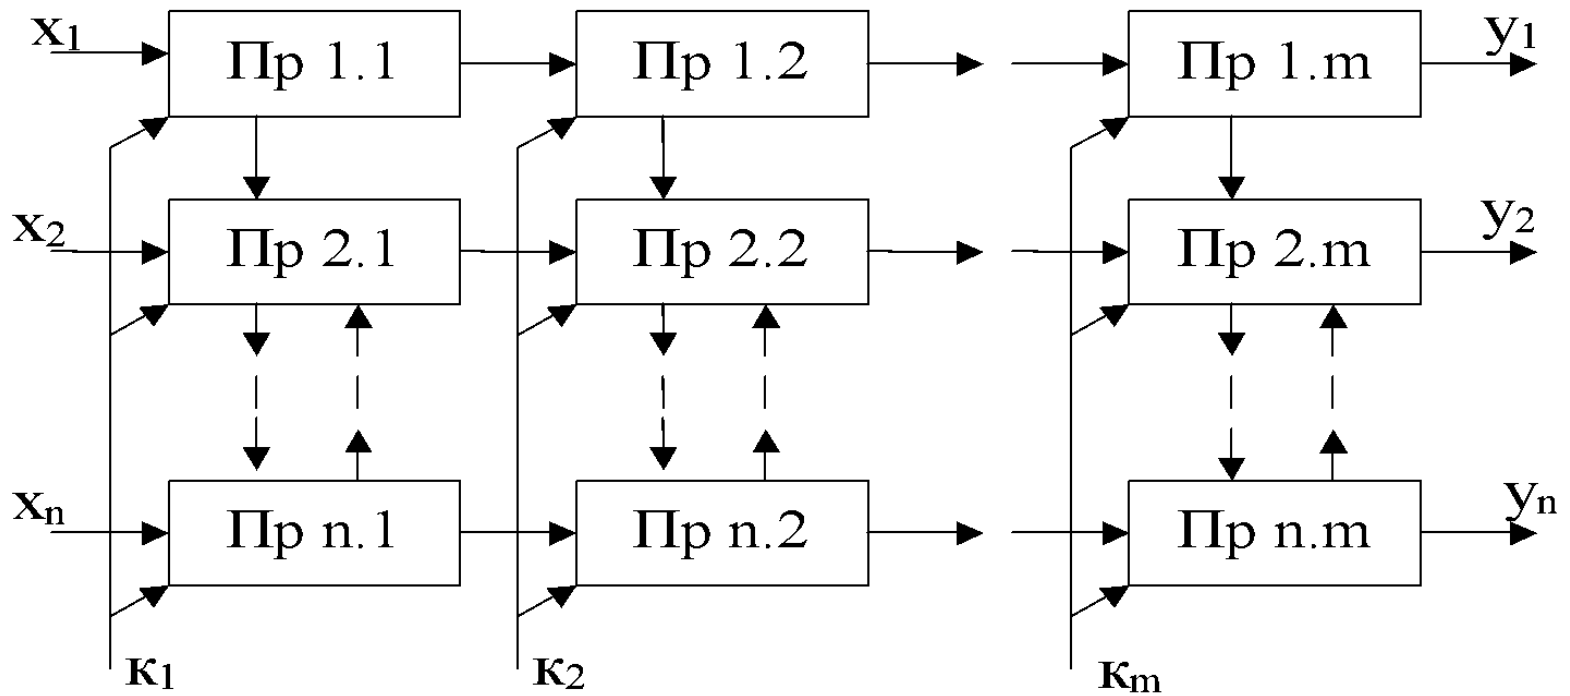 x1 Пр 1.1 Пр 1.2 Пр 1.m y1
x2 Пр 2.1 Пр 2.2 Пр 2.m y2
xn Пр n.1 Пр n.2 Пр n.m yn
к1 к2 кm